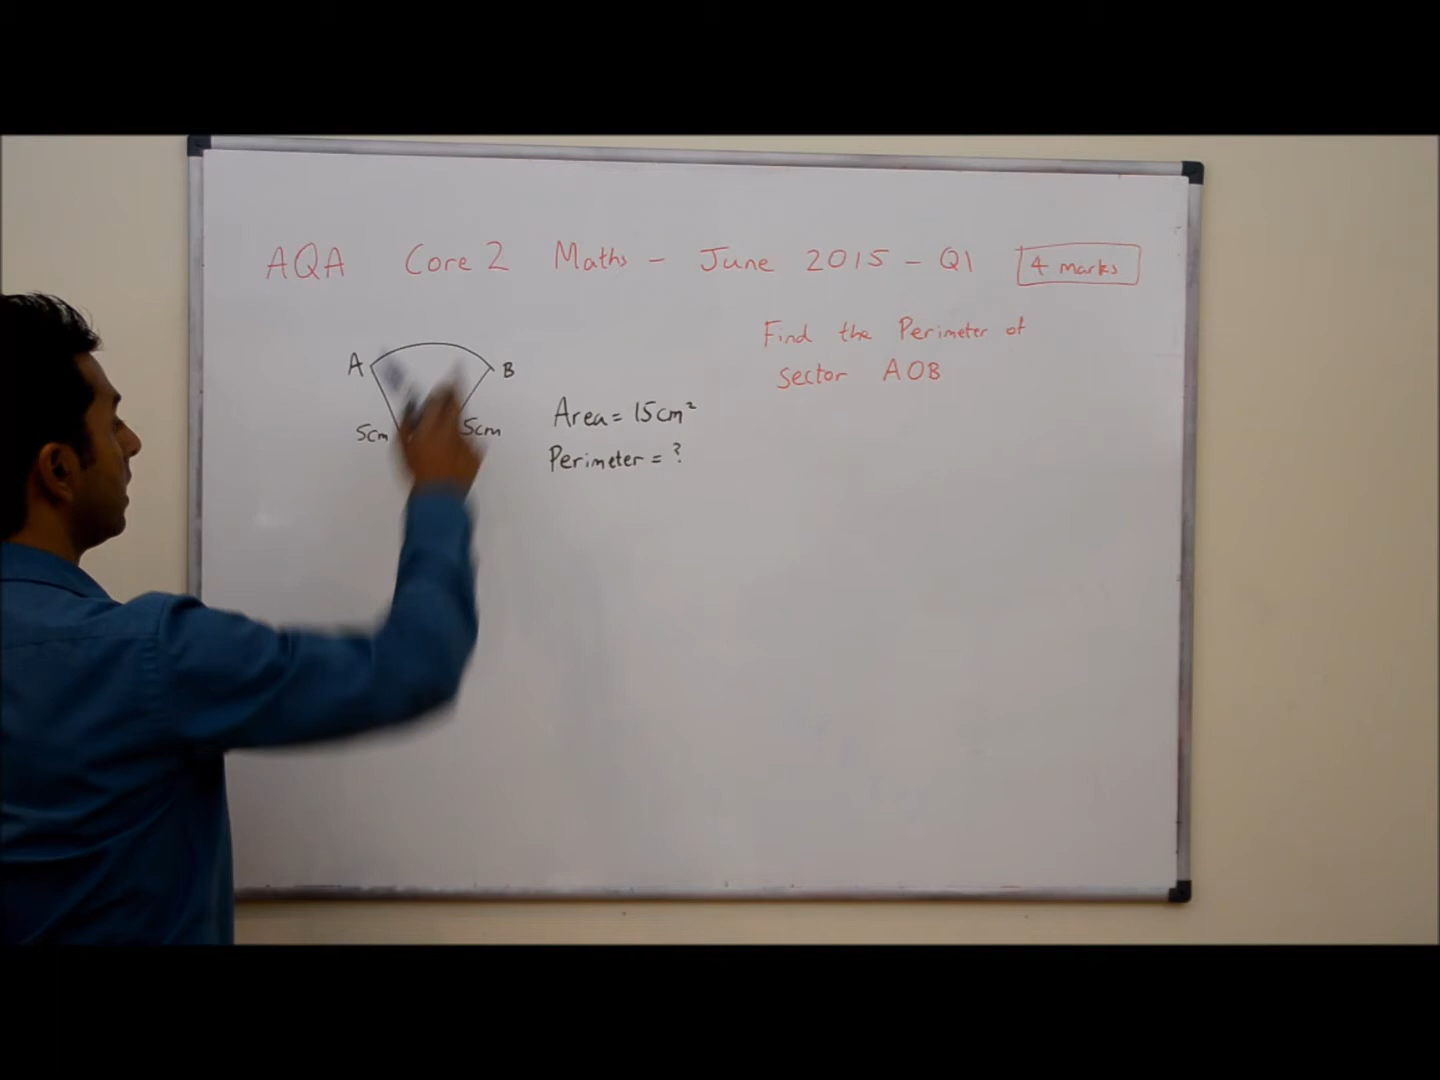 AQA Core 2 Maths - June 2015 - Q1 4 marks
Find the Perimeter of
sector AOB
A
B
5cm
5cm
Area = 15cm²
Perimeter = ?